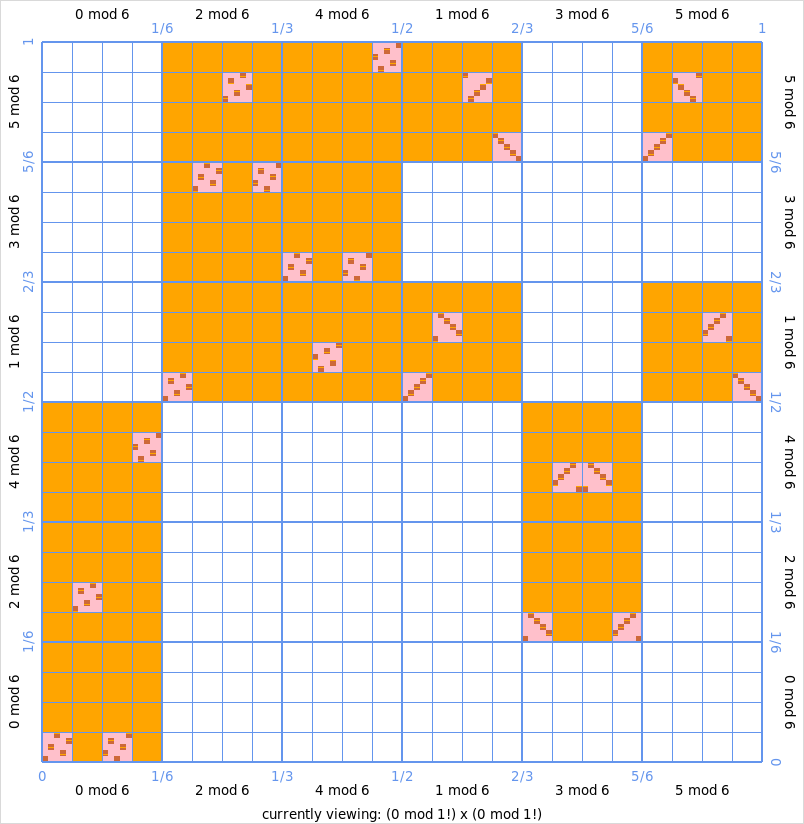 0 mod 6 2 mod 6 4 mod 6 1 mod 6 3 mod 6 5 mod 6
1/6 1/3 1/2 2/3 5/6 1
1
5 mod 6 5 mod 6
5/6 5/6
3 mod 6 3 mod 6
2/3 2/3
1 mod 6 1 mod 6
1/2 1/2
4 mod 6 4 mod 6
1/3 1/3
2 mod 6 2 mod 6
1/6 1/6
0 mod 6 0 mod 6
0
0 1/6 1/3 1/2 2/3 5/6
0 mod 6 2 mod 6 4 mod 6 1 mod 6 3 mod 6 5 mod 6
currently viewing: (0 mod 1!) x (0 mod 1!)